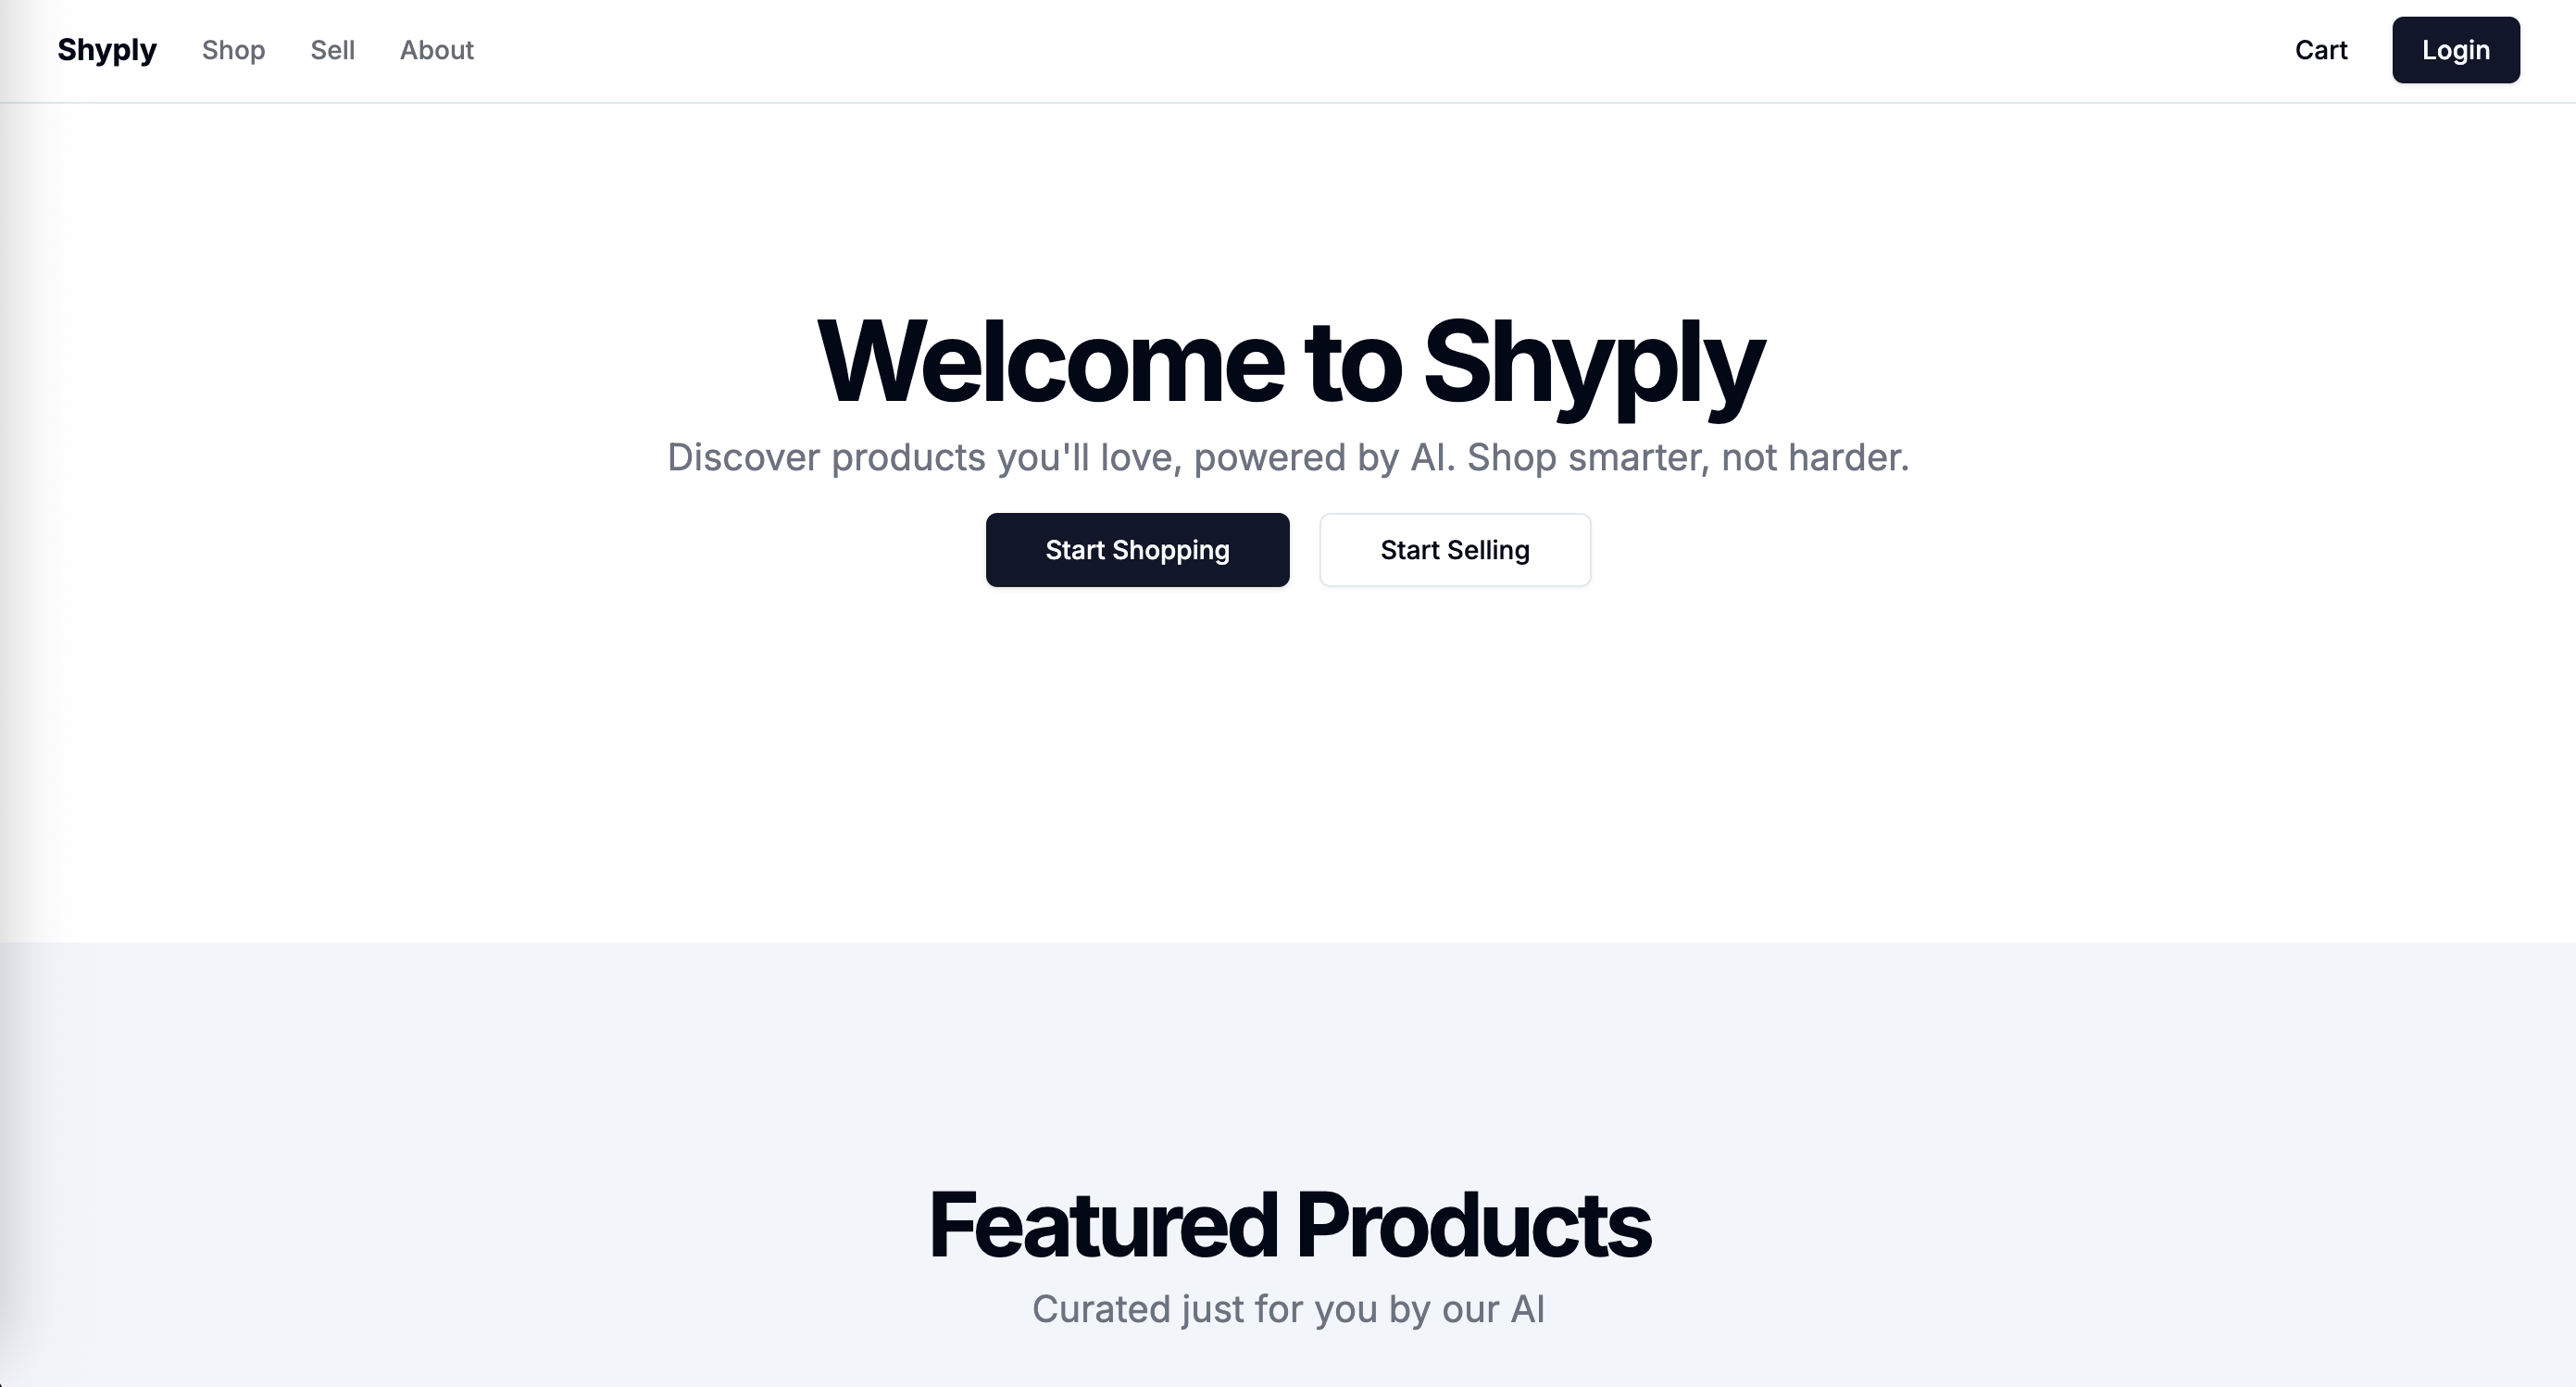 Shyply Shop Sell About Cart Login
Welcome to Shyply
Discover products you'll love, powered by AI. Shop smarter, not harder.
Start Shopping Start Selling
Featured Products
Curated just for you by our AI